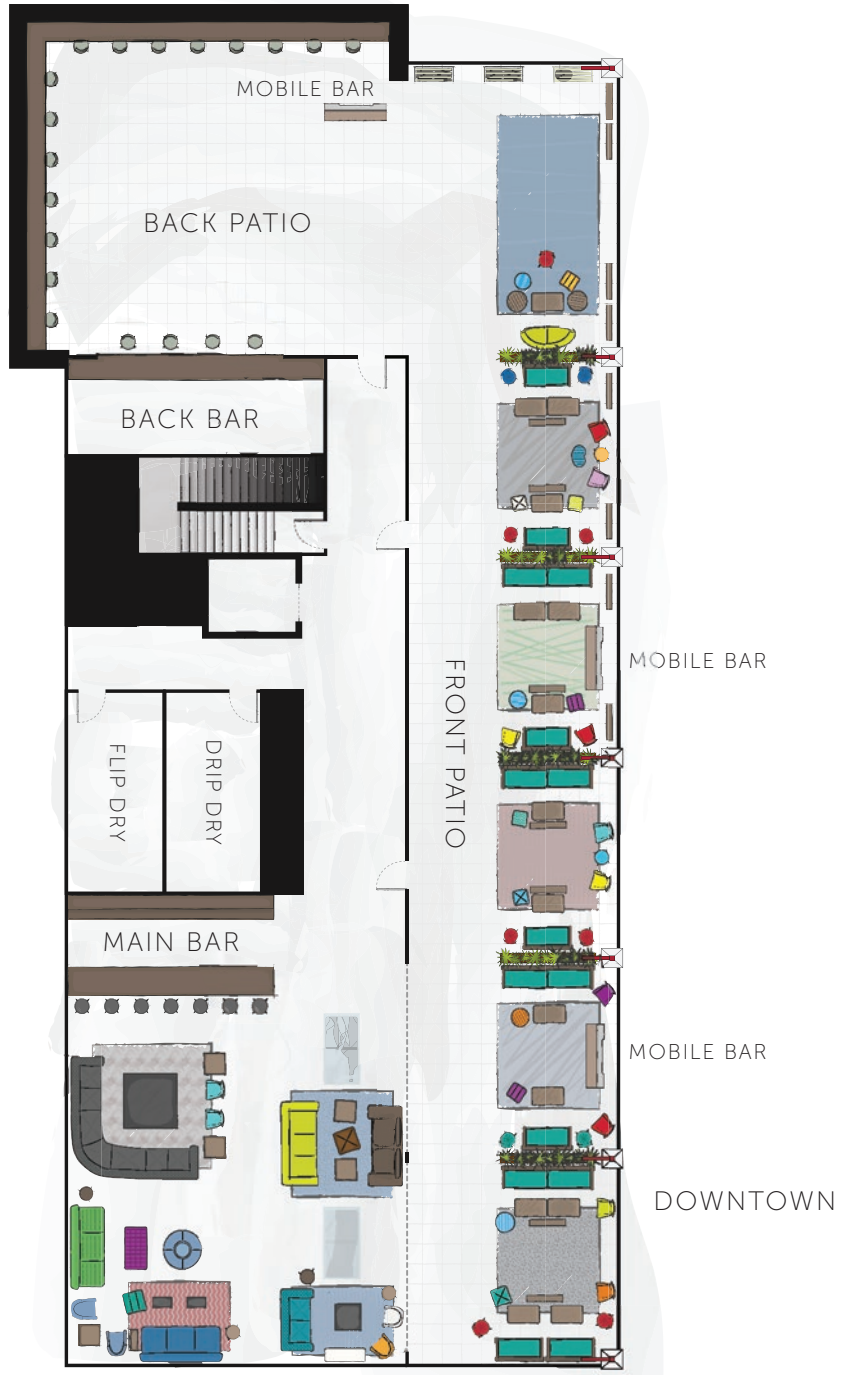 MOBILE BAR
BACK PATIO
BACK BAR
MOBILE BAR
FRONT PATIO
FLIP DRY
DRIP DRY
MAIN BAR
MOBILE BAR
DOWNTOWN